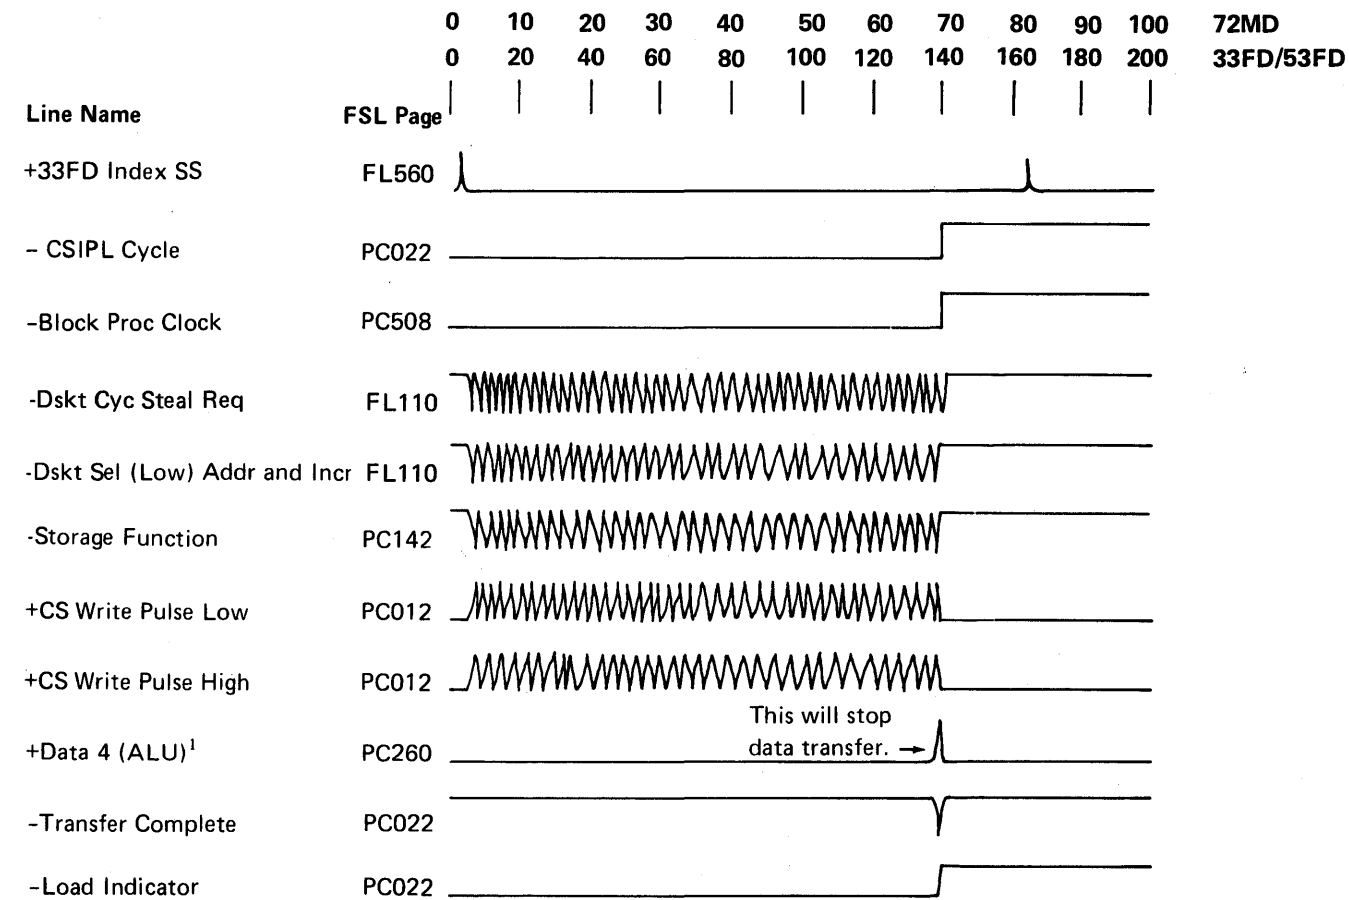 0 10 20 30 40 50 60 70 80 90 100 72MD
0 20 40 60 80 100 120 140 160 180 200 33FD/53FD
Line Name FSL Page
+33FD Index SS FL560
– CSIPL Cycle PC022
–Block Proc Clock PC508
-Dskt Cyc Steal Req FL110
-Dskt Sel (Low) Addr and Incr FL110
-Storage Function PC142
+CS Write Pulse Low PC012
+CS Write Pulse High PC012
This will stop
data transfer. →
+Data 4 (ALU)¹ PC260
–Transfer Complete PC022
–Load Indicator PC022